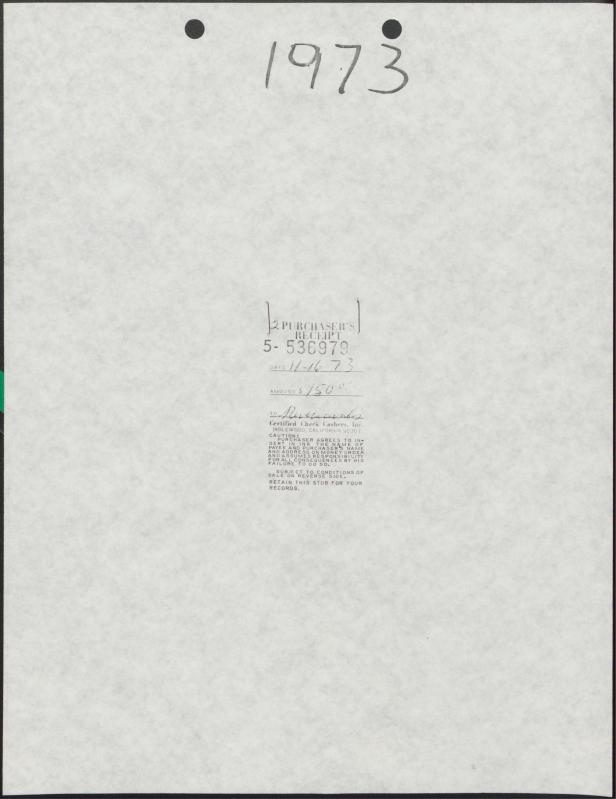 1973
2 PURCHASER'S
RECEIPT
5- 536979
DATE 11-16-73
AMOUNT $ 150 00
TO
Certified Check Cashers, Inc.
INGLEWOOD, CALIFORNIA 90301
CAUTION:
PURCHASER AGREES TO IN-
SERT IN INK THE NAME OF
PAYEE AND PURCHASER'S NAME
AND ADDRESS ON MONEY ORDER
AND ASSUMES RESPONSIBILITY
FOR ALL CONSEQUENCES BY HIS
FAILURE TO DO SO.
SUBJECT TO CONDITIONS OF
SALE ON REVERSE SIDE.
RETAIN THIS STUB FOR YOUR
RECORDS.